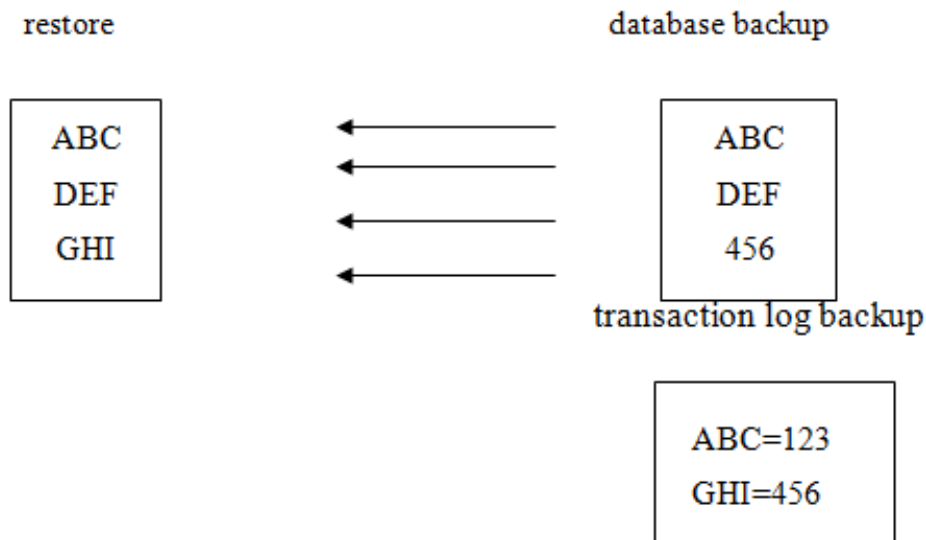 restore
database backup
ABC
DEF
GHI
ABC
DEF
456
transaction log backup
ABC=123
GHI=456